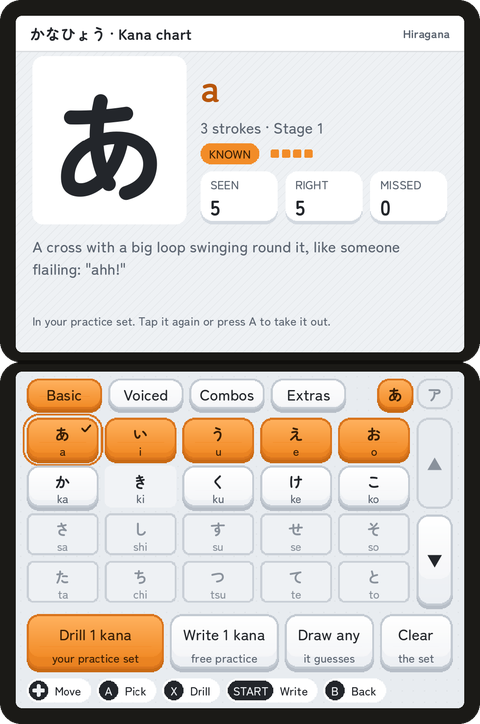 かなひょう · Kana chart
Hiragana
あ
a
3 strokes · Stage 1
KNOWN
SEEN RIGHT MISSED
5 5 0
A cross with a big loop swinging round it, like someone
flailing: "ahh!"
In your practice set. Tap it again or press A to take it out.
Basic Voiced Combos Extras あ ア
あ い う え お
a i u e o
か き く け こ
ka ki ku ke ko
さ し す せ そ
sa shi su se so
た ち つ て と
ta chi tsu te to
Drill 1 kana Write 1 kana Draw any Clear
your practice set free practice it guesses the set
Move A Pick X Drill START Write B Back